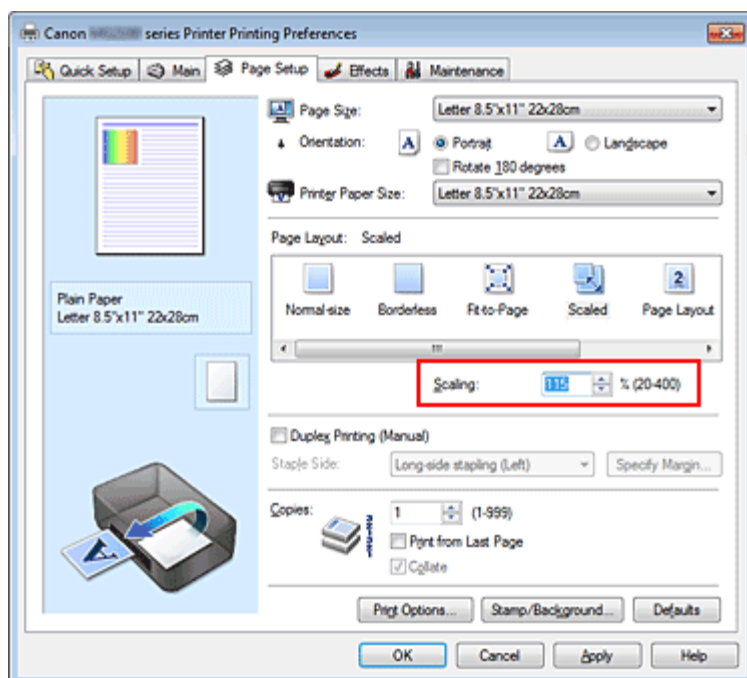 Canon series Printer Printing Preferences
Quick Setup Main Page Setup Effects Maintenance
Page Size: Letter 8.5"x11" 22x28cm
Orientation: A Portrait A Landscape
Rotate 180 degrees
Printer Paper Size: Letter 8.5"x11" 22x28cm
Page Layout: Scaled
Normal-size Borderless Fit-to-Page Scaled 2 Page Layout
Plain Paper
Letter 8.5"x11" 22x28cm
Scaling: 115 % (20-400)
Duplex Printing (Manual)
Staple Side: Long-side stapling (Left) Specify Margin...
Copies: 1 (1-999)
Print from Last Page
Collate
A
Print Options... Stamp/Background... Defaults
OK Cancel Apply Help